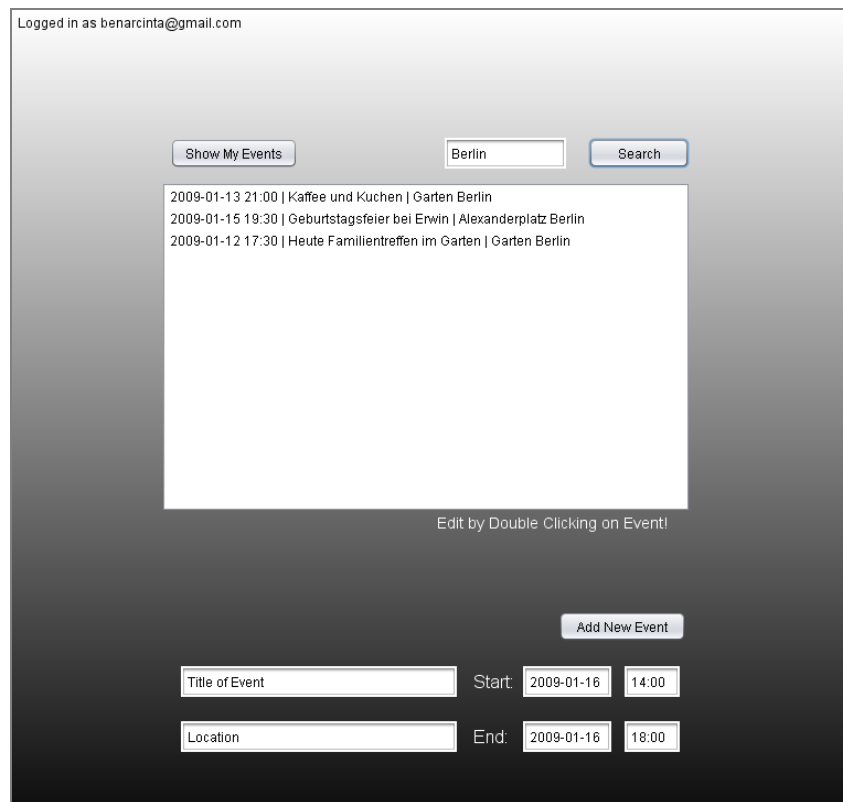 Logged in as benarcinta@gmail.com
Show My Events Berlin Search
2009-01-13 21:00 | Kaffee und Kuchen | Garten Berlin
2009-01-15 19:30 | Geburtstagsfeier bei Erwin | Alexanderplatz Berlin
2009-01-12 17:30 | Heute Familientreffen im Garten | Garten Berlin
Edit by Double Clicking on Event!
Add New Event
Title of Event Start: 2009-01-16 14:00
Location End: 2009-01-16 18:00